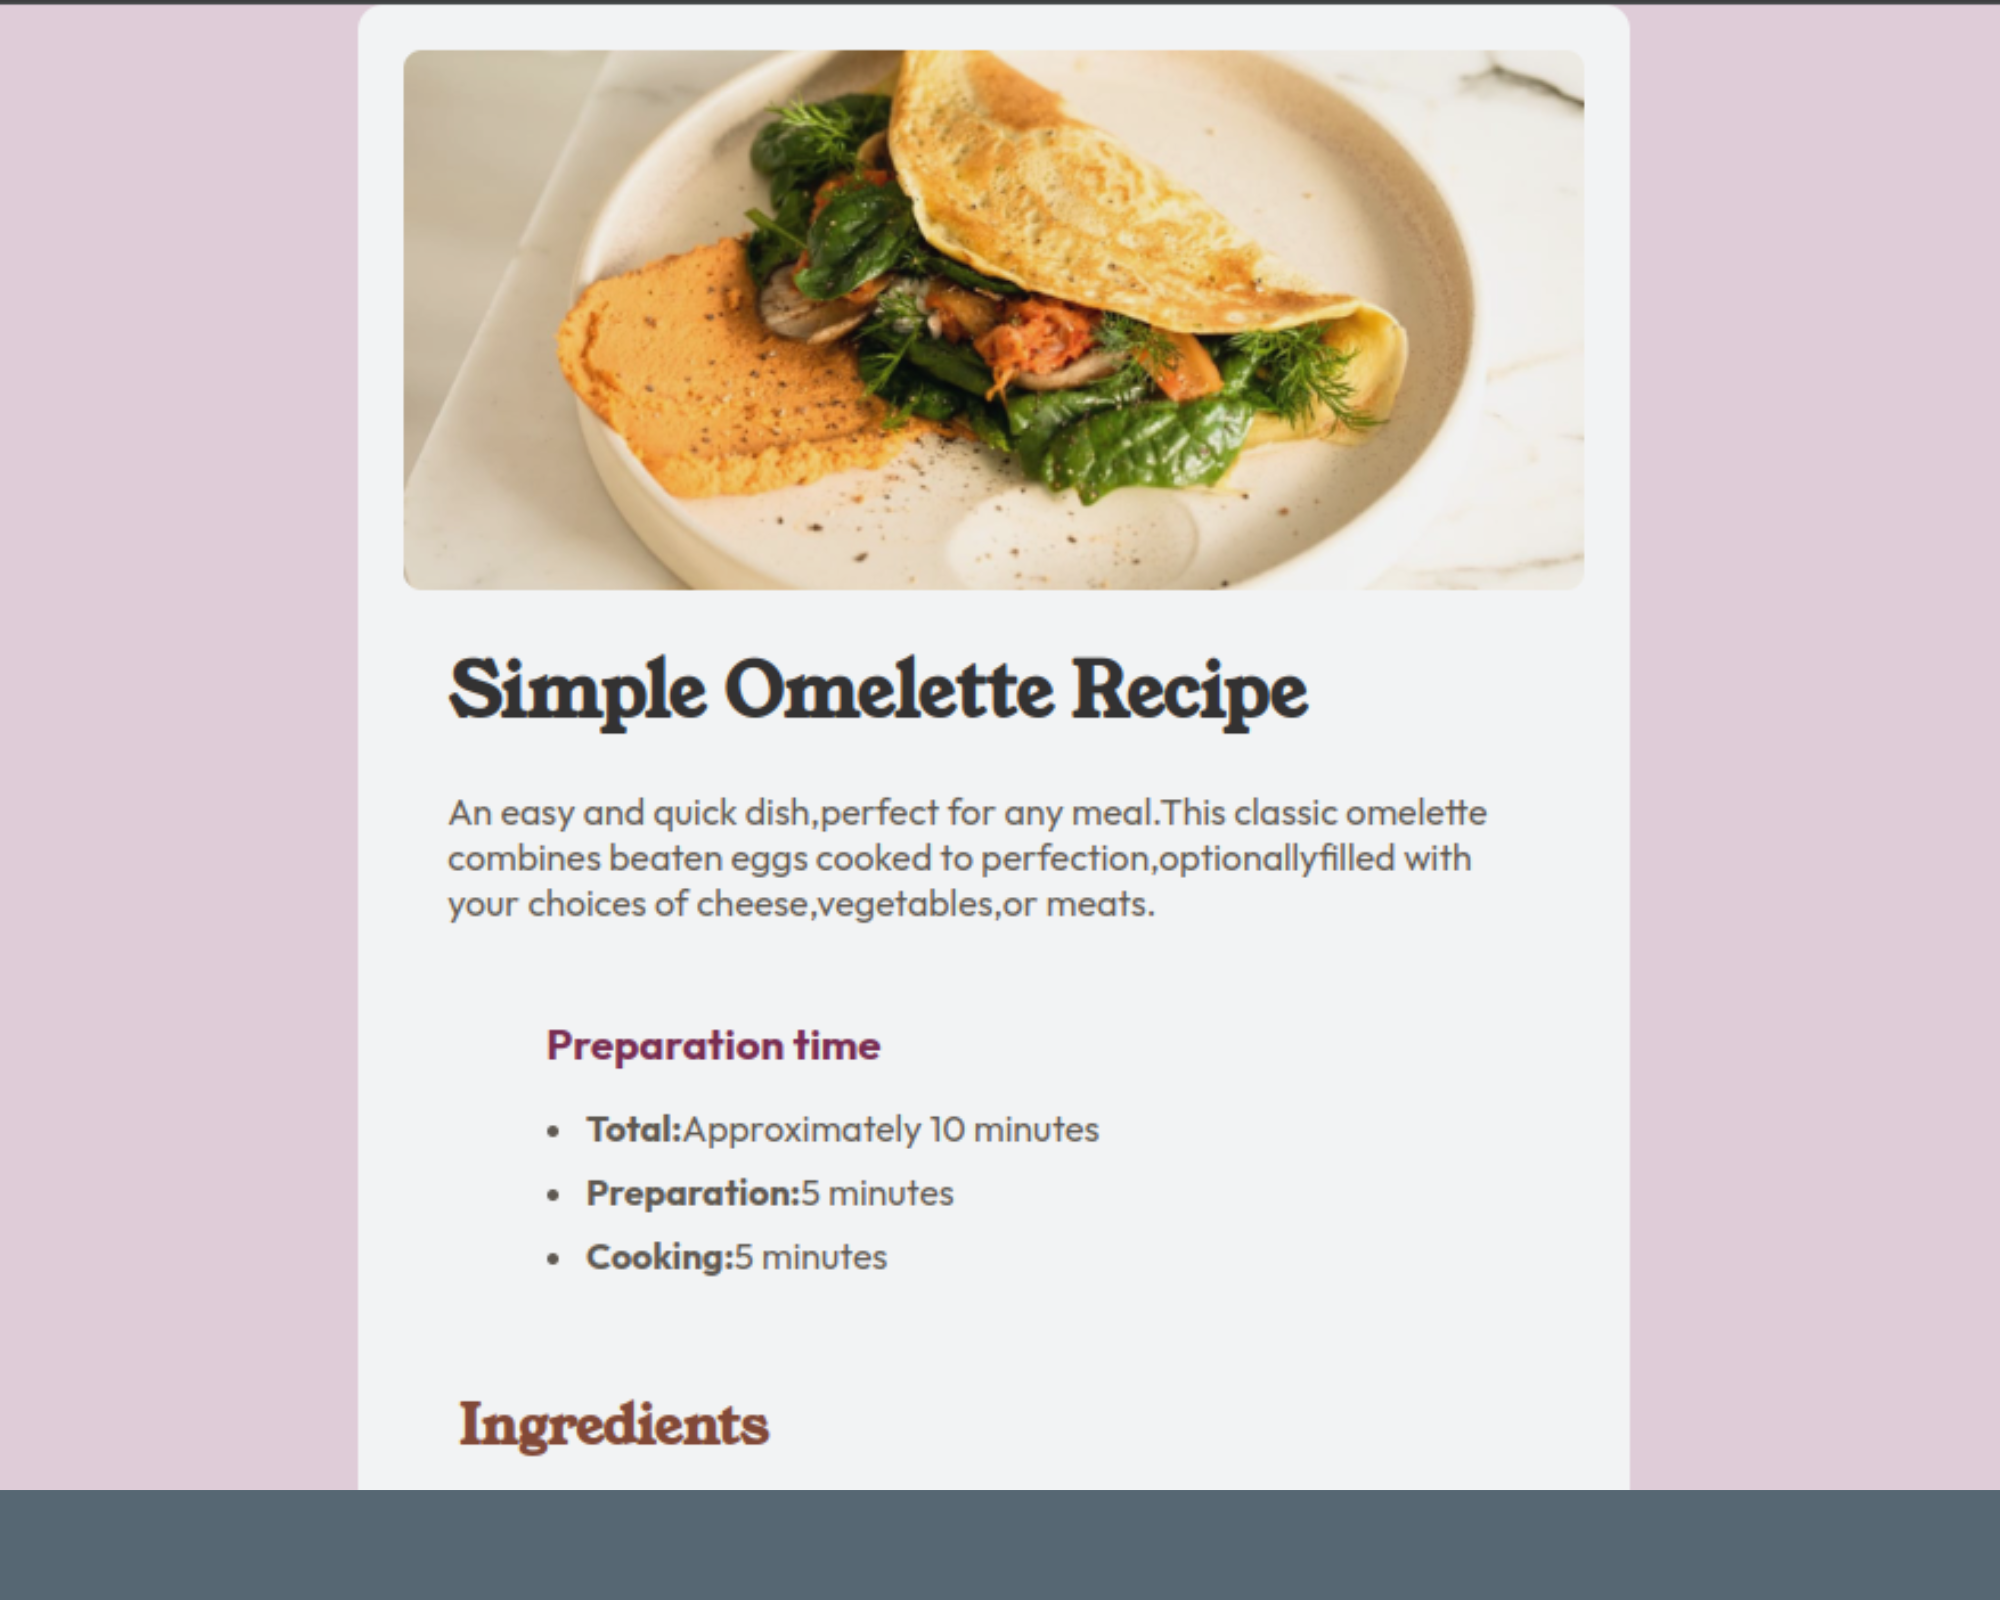 Simple Omelette Recipe
An easy and quick dish,perfect for any meal.This classic omelette
combines beaten eggs cooked to perfection,optionallyfilled with
your choices of cheese,vegetables,or meats.
Preparation time
• Total:Approximately 10 minutes
• Preparation:5 minutes
• Cooking:5 minutes
Ingredients